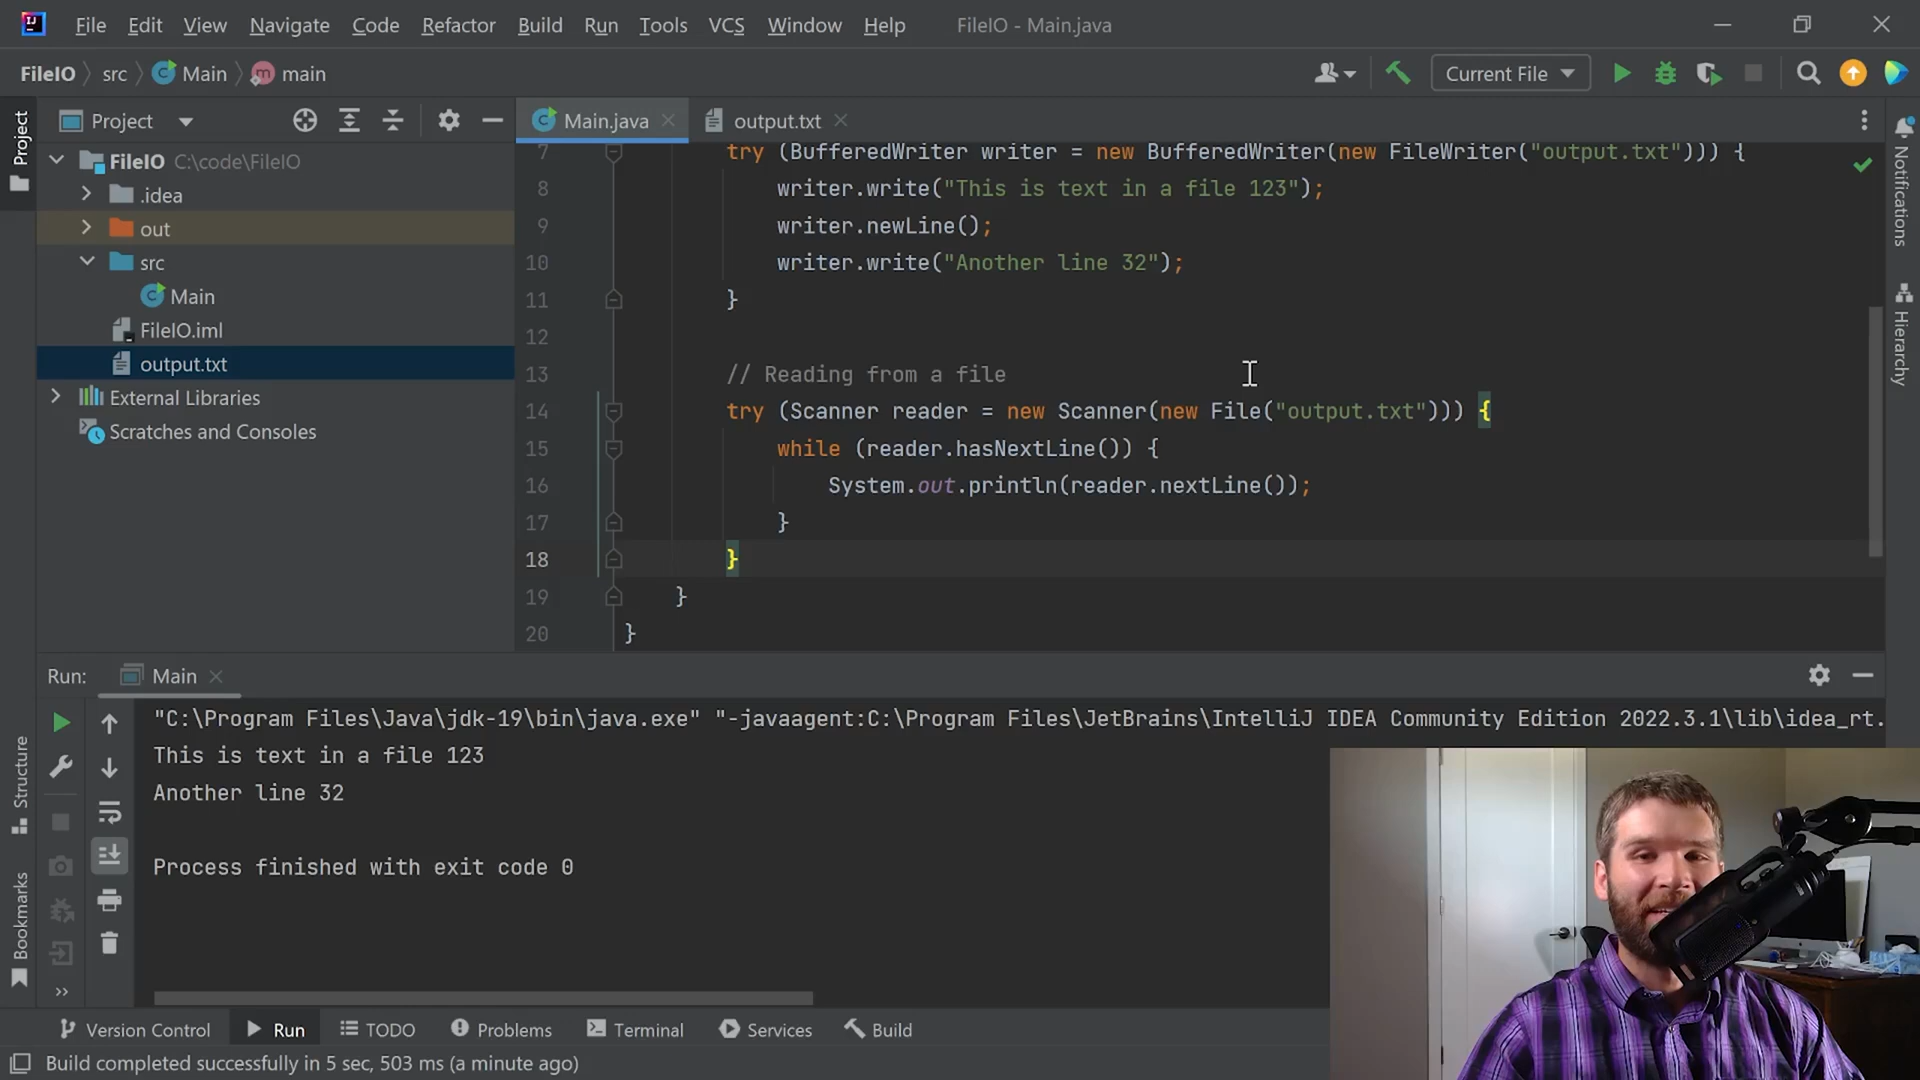 File Edit View Navigate Code Refactor Build Run Tools VCS Window Help FileIO - Main.java
FileIO src Main main Current File
Project
Project
Main.java
output.txt
FileIO C:\code\FileIO
.idea
out
src
Main
FileIO.iml
output.txt
External Libraries
Scratches and Consoles
7 try (BufferedWriter writer = new BufferedWriter(new FileWriter("output.txt"))) {
8 writer.write("This is text in a file 123");
9 writer.newLine();
10 writer.write("Another line 32");
11 }
12
13 // Reading from a file
14 try (Scanner reader = new Scanner(new File("output.txt"))) {
15 while (reader.hasNextLine()) {
16 System.out.println(reader.nextLine());
17 }
18 }
19 }
20 }
Notifications
Hierarchy
Run: Main
"C:\Program Files\Java\jdk-19\bin\java.exe" "-javaagent:C:\Program Files\JetBrains\IntelliJ IDEA Community Edition 2022.3.1\lib\idea_rt.
This is text in a file 123
Another line 32
Process finished with exit code 0
Structure
Bookmarks
Version Control Run TODO Problems Terminal Services Build
Build completed successfully in 5 sec, 503 ms (a minute ago)